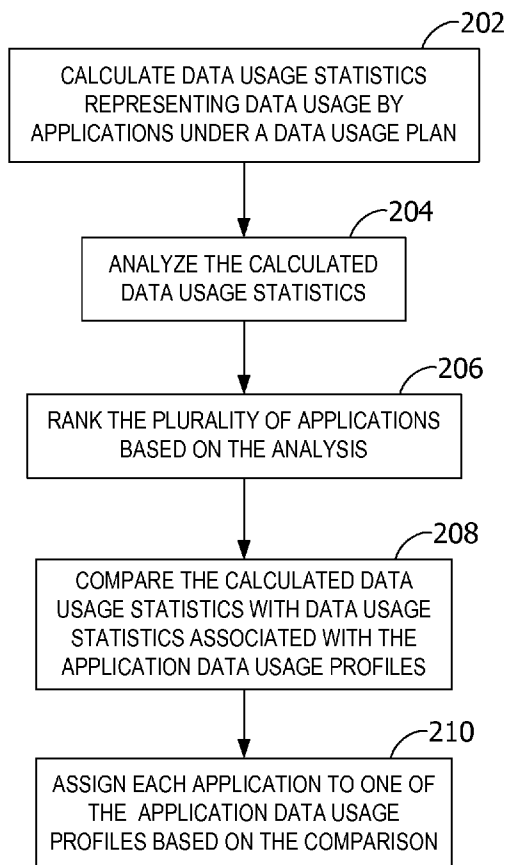 202
CALCULATE DATA USAGE STATISTICS
REPRESENTING DATA USAGE BY
APPLICATIONS UNDER A DATA USAGE PLAN
204
ANALYZE THE CALCULATED
DATA USAGE STATISTICS
206
RANK THE PLURALITY OF APPLICATIONS
BASED ON THE ANALYSIS
208
COMPARE THE CALCULATED DATA
USAGE STATISTICS WITH DATA USAGE
STATISTICS ASSOCIATED WITH THE
APPLICATION DATA USAGE PROFILES
210
ASSIGN EACH APPLICATION TO ONE OF
THE APPLICATION DATA USAGE
PROFILES BASED ON THE COMPARISON